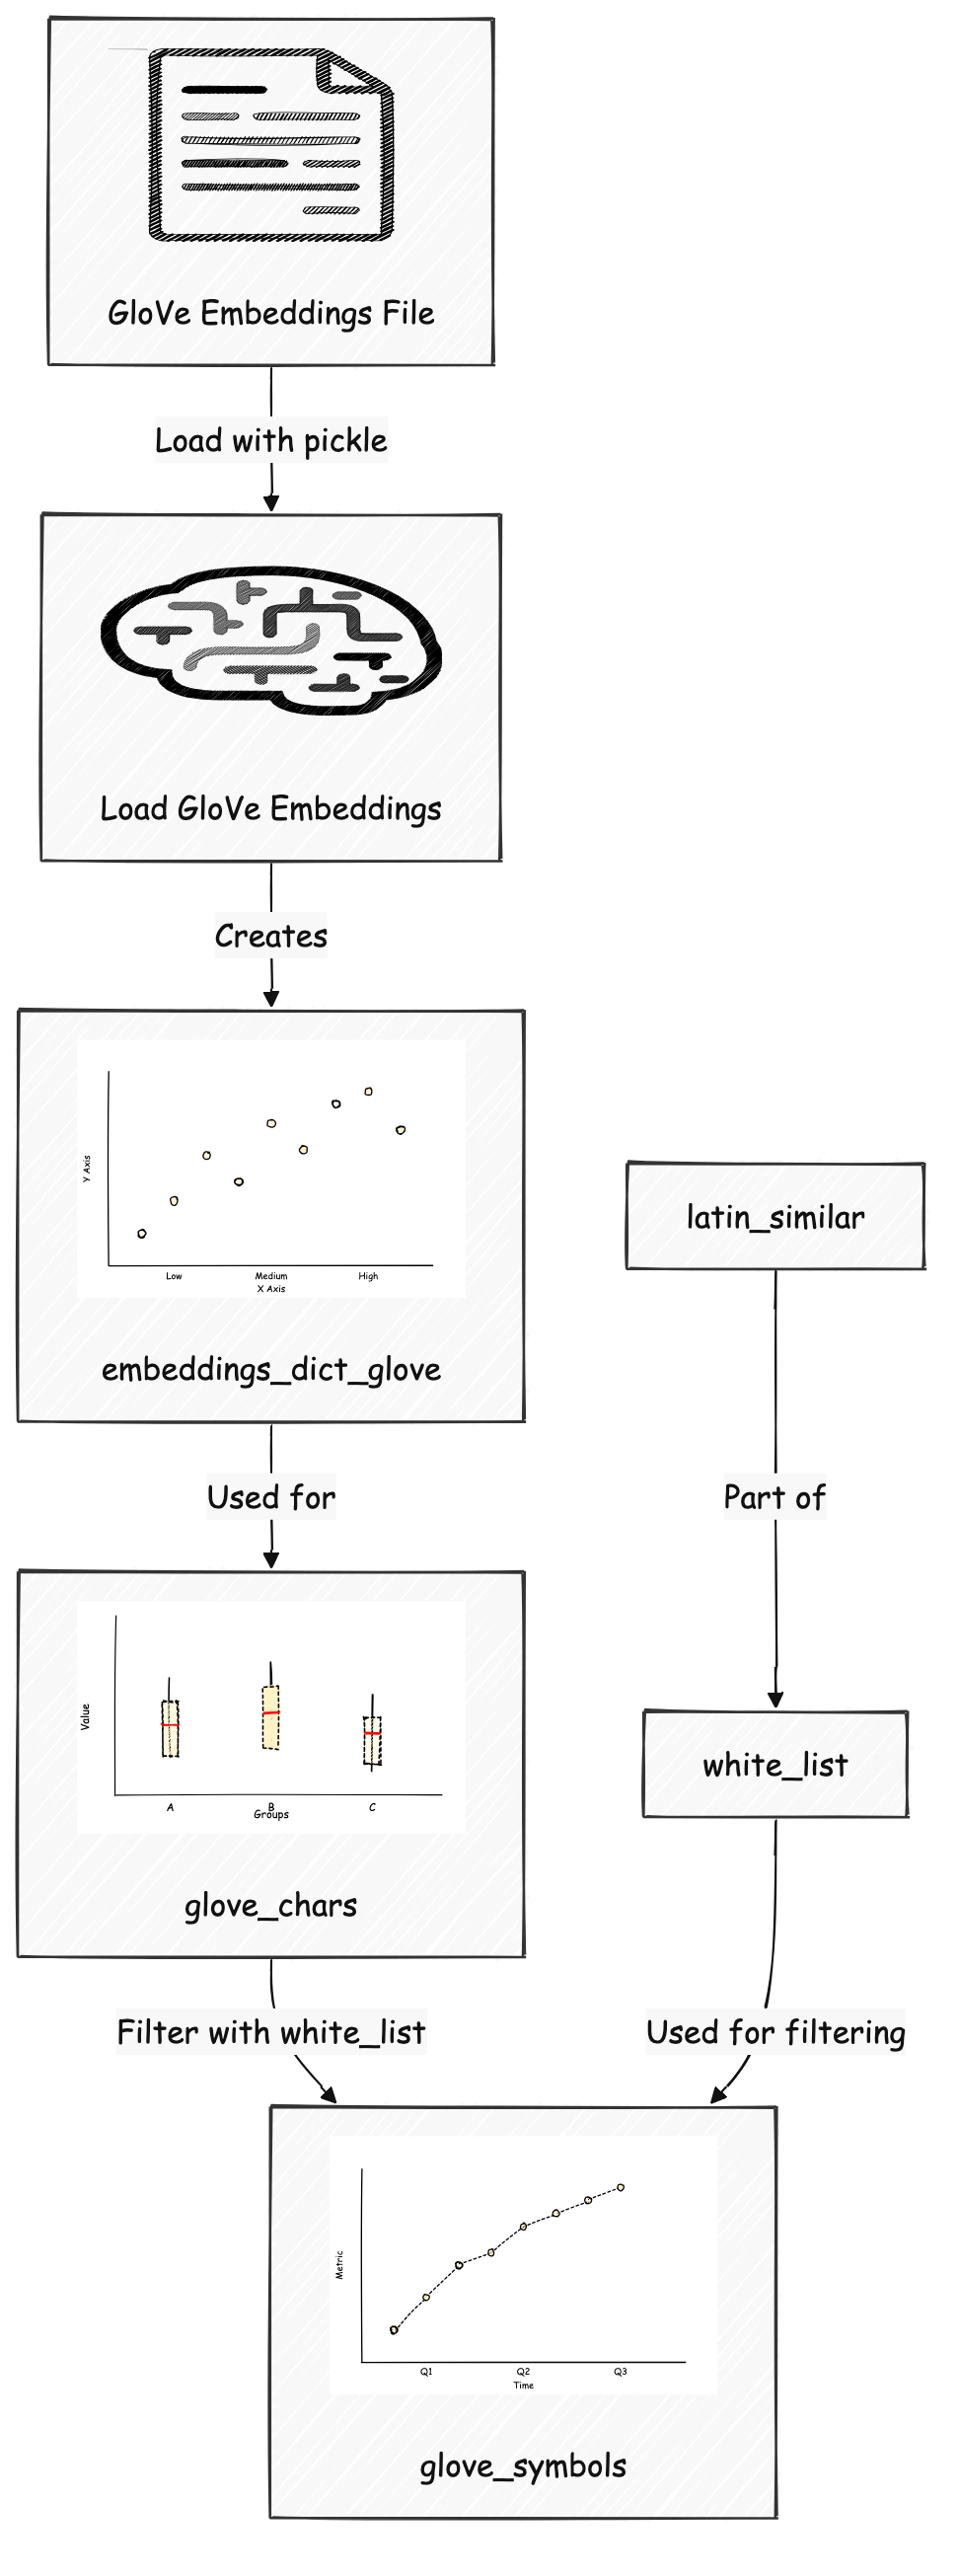 GloVe Embeddings File
Load with pickle
Load GloVe Embeddings
Creates
Y Axis
Low Medium High
X Axis
embeddings_dict_glove
latin_similar
Used for
Part of
Value
A B C
Groups
glove_chars
white_list
Filter with white_list
Used for filtering
Metric
Q1 Q2 Q3
Time
glove_symbols